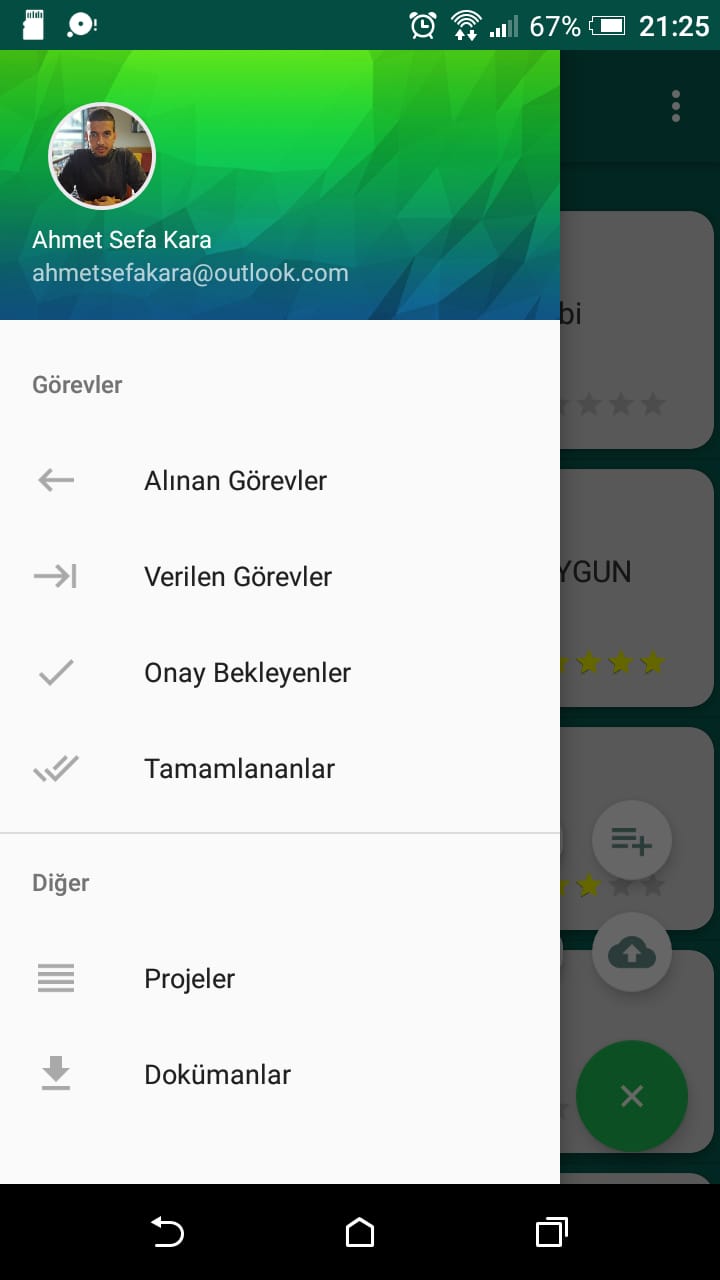 67% 21:25
Ahmet Sefa Kara
ahmetsefakara@outlook.com
Görevler
Alınan Görevler
Verilen Görevler
Onay Bekleyenler
Tamamlananlar
Diğer
Projeler
Dokümanlar
bi
YGUN